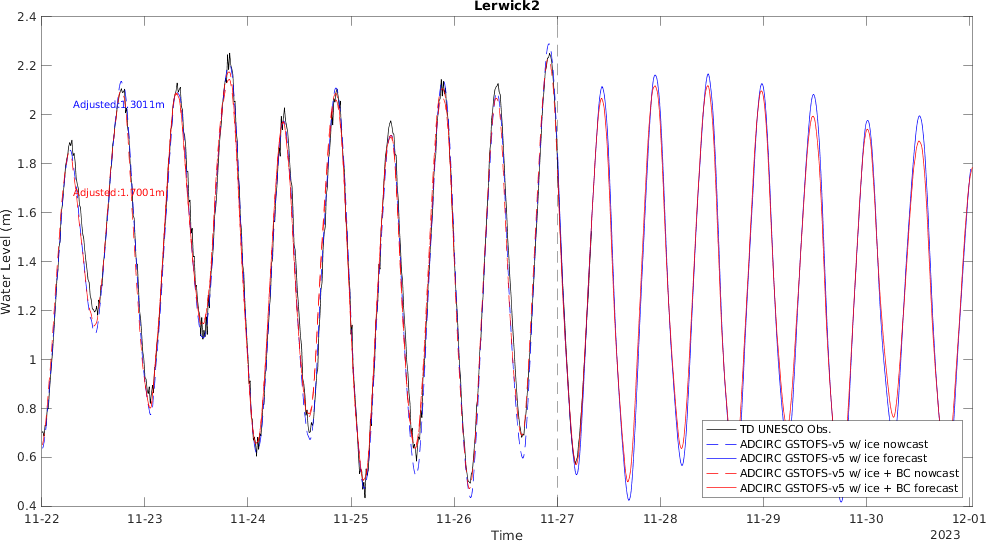 Lerwick2
2.4
2.2
2
1.8
1.6
1.4
1.2
1
0.8
0.6
0.4
Water Level (m)
Adjusted:1.3011m
Adjusted:1.7001m
TD UNESCO Obs.
ADCIRC GSTOFS-v5 w/ ice nowcast
ADCIRC GSTOFS-v5 w/ ice forecast
ADCIRC GSTOFS-v5 w/ ice + BC nowcast
ADCIRC GSTOFS-v5 w/ ice + BC forecast
11-22 11-23 11-24 11-25 11-26 11-27 11-28 11-29 11-30 12-01
Time
2023